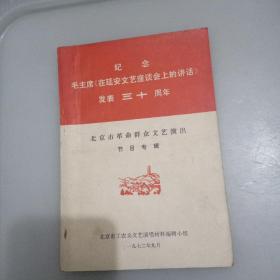 纪念
毛主席《在延安文艺座谈会上的讲话》
发表三十周年
北京市革命群众文艺演出
节目专辑
北京市工农兵文艺演唱材料编辑小组
一九七二年九月